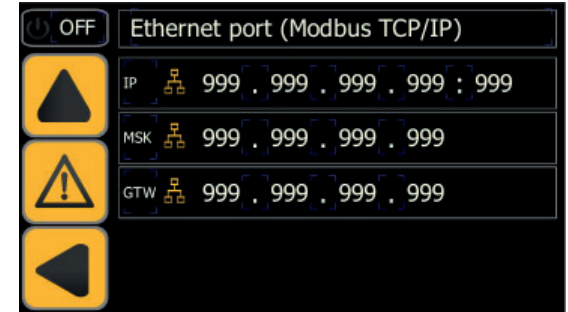 OFF
Ethernet port (Modbus TCP/IP)
IP 999 . 999 . 999 . 999 : 999
MSK 999 . 999 . 999 . 999
GTW 999 . 999 . 999 . 999